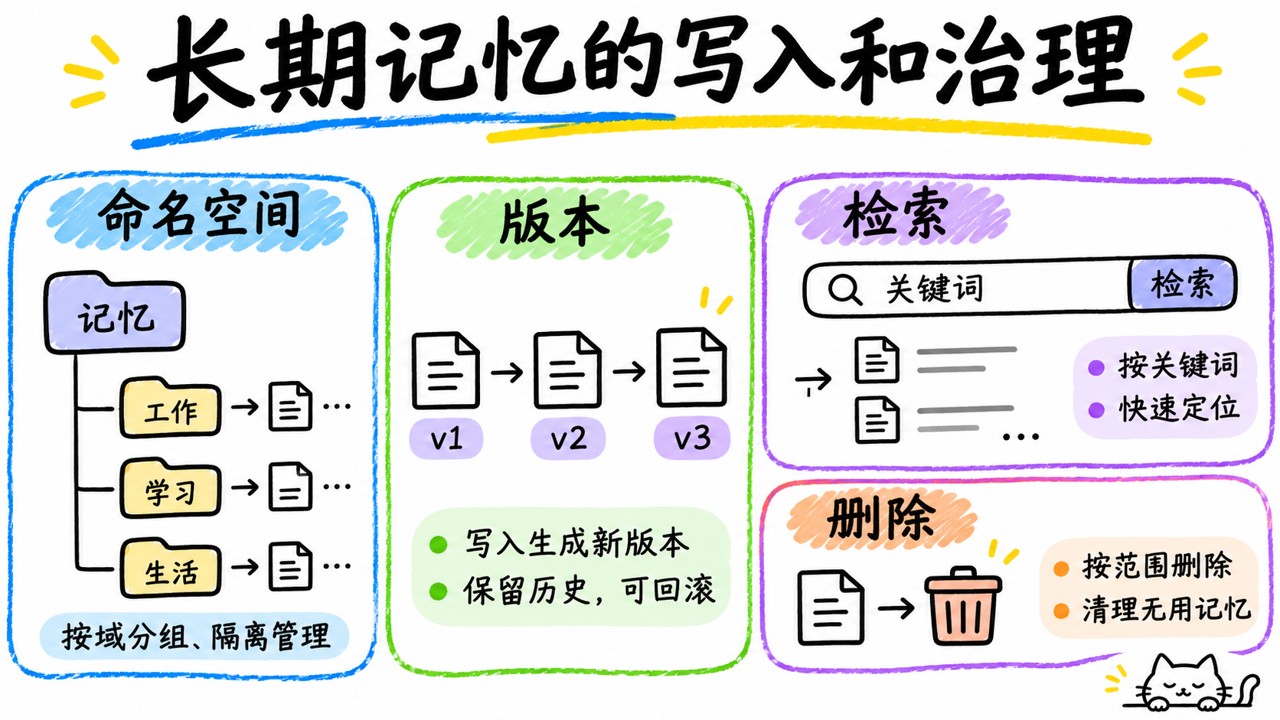 长期记忆的写入和治理
命名空间
记忆
工作
...
学习
...
生活
...
按域分组、隔离管理
版本
v1
v2
v3
写入生成新版本
保留历史，可回滚
检索
关键词
检索
按关键词
快速定位
...
删除
按范围删除
清理无用记忆